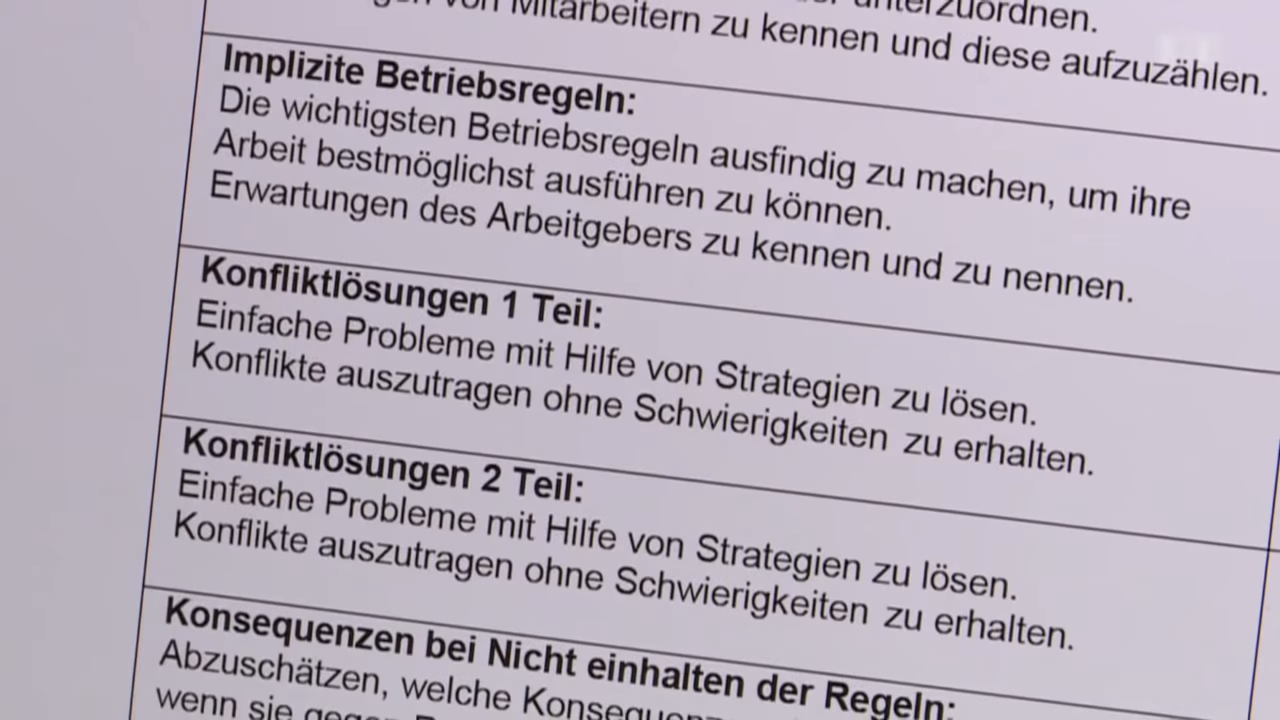 unterzuordnen.
von Mitarbeitern zu kennen und diese aufzuzählen.
Implizite Betriebsregeln:
Die wichtigsten Betriebsregeln ausfindig zu machen, um ihre
Arbeit bestmöglichst ausführen zu können.
Erwartungen des Arbeitgebers zu kennen und zu nennen.
Konfliktlösungen 1 Teil:
Einfache Probleme mit Hilfe von Strategien zu lösen.
Konflikte auszutragen ohne Schwierigkeiten zu erhalten.
Konfliktlösungen 2 Teil:
Einfache Probleme mit Hilfe von Strategien zu lösen.
Konflikte auszutragen ohne Schwierigkeiten zu erhalten.
Konsequenzen bei Nicht einhalten der Regeln:
Abzuschätzen, welche
wenn sie